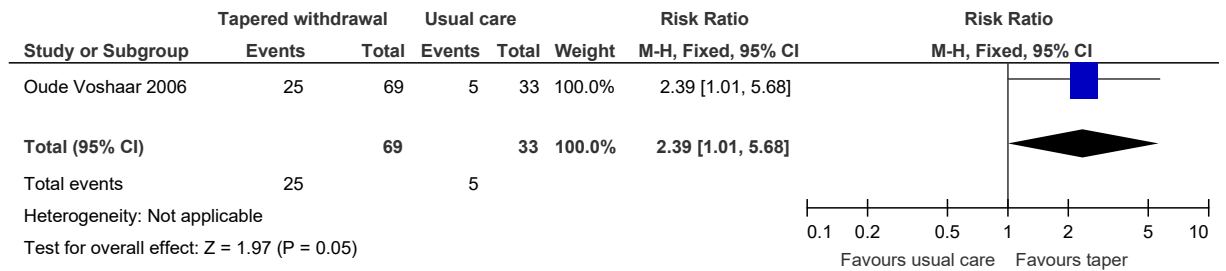 Tapered withdrawal Usual care Risk Ratio Risk Ratio
Study or Subgroup Events Total Events Total Weight M-H, Fixed, 95% CI M-H, Fixed, 95% CI
Oude Voshaar 2006 25 69 5 33 100.0% 2.39 [1.01, 5.68]
Total (95% CI) 69 33 100.0% 2.39 [1.01, 5.68]
Total events 25 5
Heterogeneity: Not applicable
Test for overall effect: Z = 1.97 (P = 0.05)
0.1 0.2 0.5 1 2 5 10
Favours usual care Favours taper